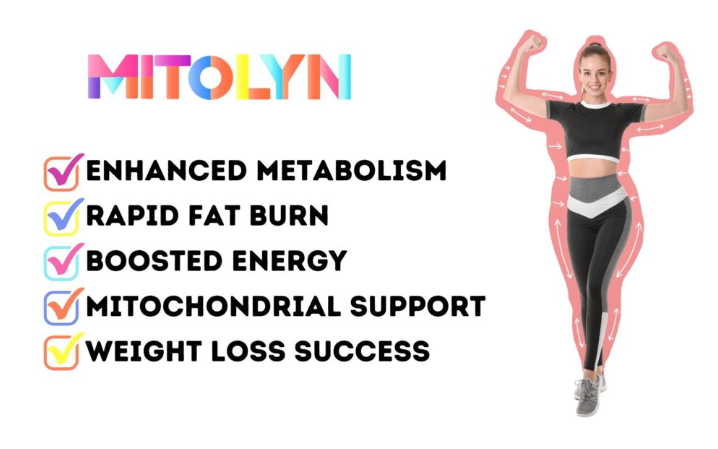 MITOLYN
ENHANCED METABOLISM
RAPID FAT BURN
BOOSTED ENERGY
MITOCHONDRIAL SUPPORT
WEIGHT LOSS SUCCESS